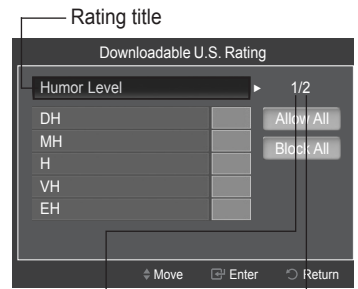 Rating title
Downloadable U.S. Rating
Humor Level ► 1/2
DH
Allow All
MH
Block All
H
VH
EH
Move Enter Return